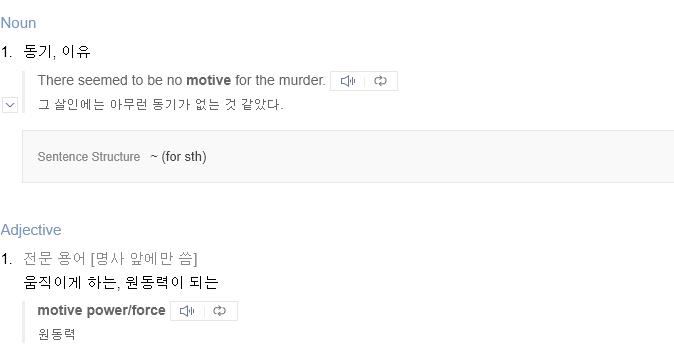 Noun
1. 동기, 이유
There seemed to be no motive for the murder.
그 살인에는 아무런 동기가 없는 것 같았다.
Sentence Structure ~ (for sth)
Adjective
1. 전문 용어 [명사 앞에만 씀]
움직이게 하는, 원동력이 되는
motive power/force
원동력